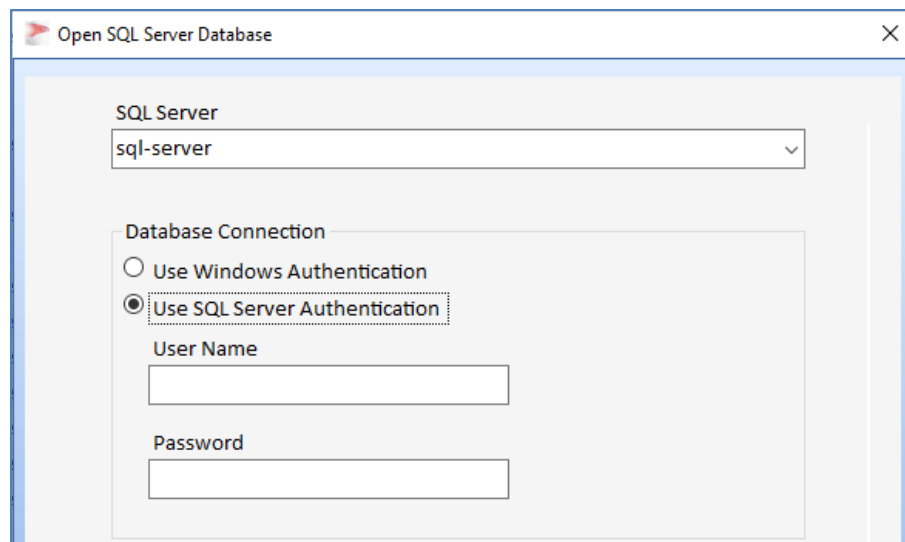 Open SQL Server Database
SQL Server
sql-server
Database Connection
Use Windows Authentication
Use SQL Server Authentication
User Name
Password